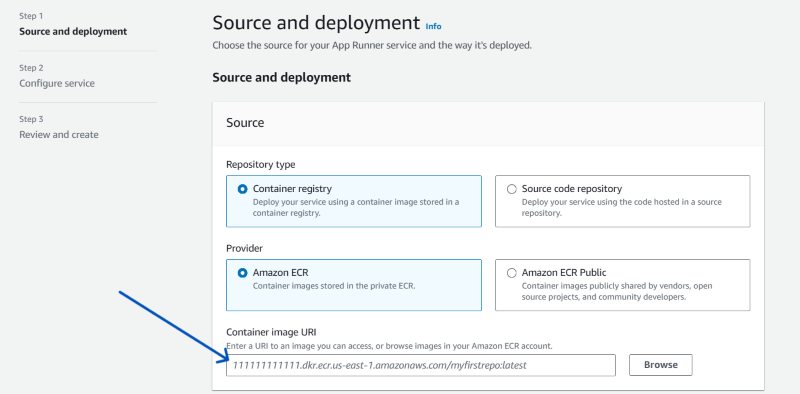 Step 1
Source and deployment
Step 2
Configure service
Step 3
Review and create
Source and deployment Info
Choose the source for your App Runner service and the way it's deployed.
Source and deployment
Source
Repository type
Container registry
Deploy your service using a container image stored in a
container registry.
Source code repository
Deploy your service using the code hosted in a source
repository.
Provider
Amazon ECR
Container images stored in the private ECR.
Amazon ECR Public
Container images publicly shared by vendors, open
source projects, and community developers.
Container image URI
Enter a URI to an image you can access, or browse images in your Amazon ECR account.
111111111111.dkr.ecr.us-east-1.amazonaws.com/myfirstrepo:latest
Browse